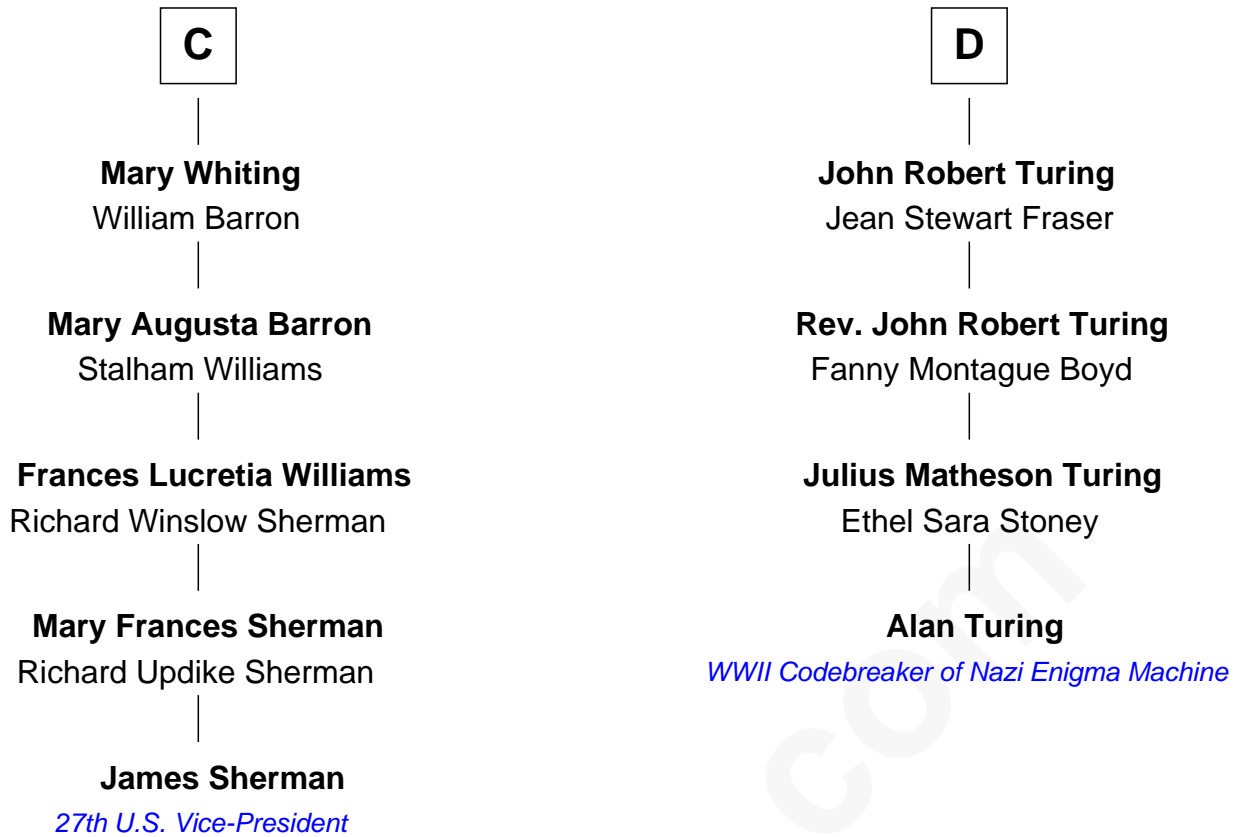 C
Mary Whiting
William Barron
Mary Augusta Barron
Stalham Williams
Frances Lucretia Williams
Richard Winslow Sherman
Mary Frances Sherman
Richard Updike Sherman
James Sherman
27th U.S. Vice-President
D
John Robert Turing
Jean Stewart Fraser
Rev. John Robert Turing
Fanny Montague Boyd
Julius Matheson Turing
Ethel Sara Stoney
Alan Turing
WWII Codebreaker of Nazi Enigma Machine
com